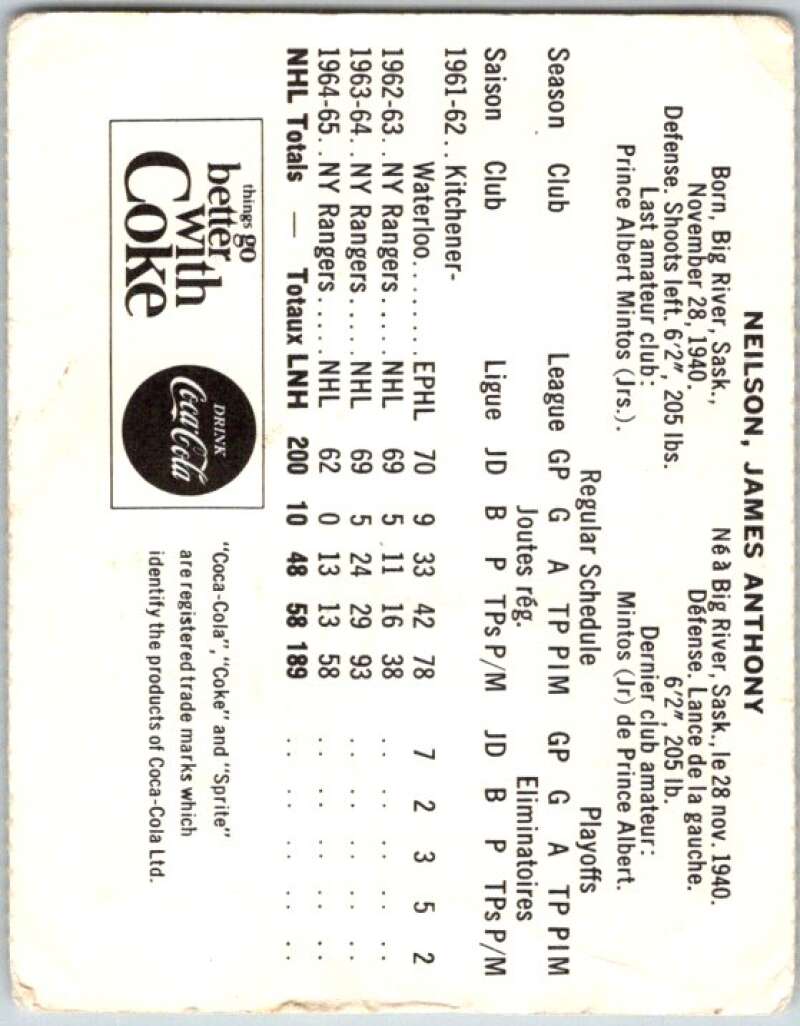 NEILSON, JAMES ANTHONY
Born, Big River, Sask.,
November 28, 1940.
Defense. Shoots left. 6'2", 205 lbs.
Last amateur club:
Prince Albert Mintos (Jrs.).
Né à Big River, Sask., le 28 nov. 1940.
Défense. Lance de la gauche.
6'2", 205 lb.
Dernier club amateur:
Mintos (Jr) de Prince Albert.
Regular Schedule Playoffs
Season Club League GP G A TP PIM GP G A TP PIM
Joutes rég. Eliminatoires
Saison Club Ligue JD B P TPs P/M JD B P TPs P/M
1961-62.. Kitchener-
Waterloo........ EPHL 70 9 33 42 78 7 2 3 5 2
1962-63.. NY Rangers..... NHL 69 5 11 16 38 .. .. .. .. ..
1963-64.. NY Rangers..... NHL 69 5 24 29 93 .. .. .. .. ..
1964-65.. NY Rangers..... NHL 62 0 13 13 58 .. .. .. .. ..
NHL Totals — Totaux LNH 200 10 48 58 189 .. .. .. .. ..
things go
better
with
Coke
DRINK
Coca-Cola
"Coca-Cola", "Coke" and "Sprite"
are registered trade marks which
identify the products of Coca-Cola Ltd.